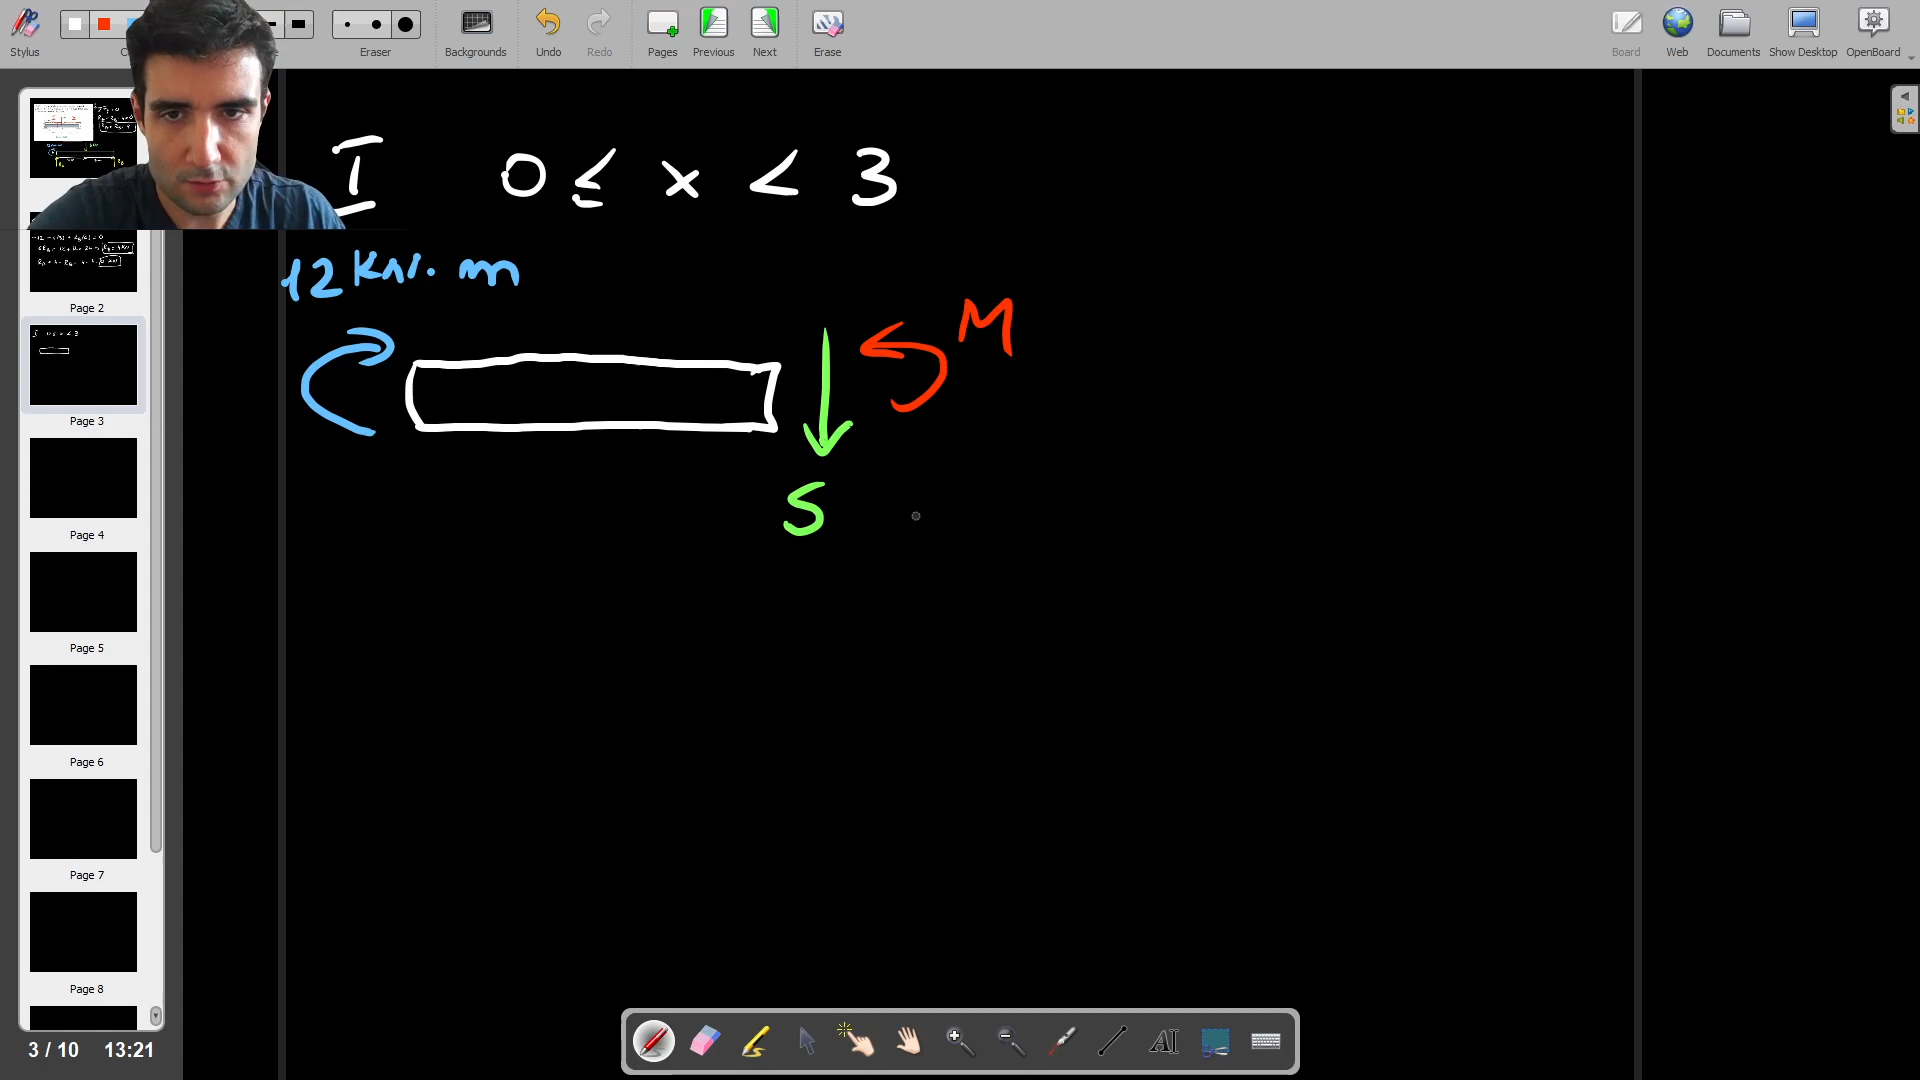 Stylus
Eraser
Backgrounds
Undo
Redo
Pages
Previous
Next
Erase
Board
Web
Documents
Show Desktop
OpenBoard
I 0 ≤ x < 3
12 KN. m
M
S
Page 2
Page 3
Page 4
Page 5
Page 6
Page 7
Page 8
3 / 10 13:21
AI